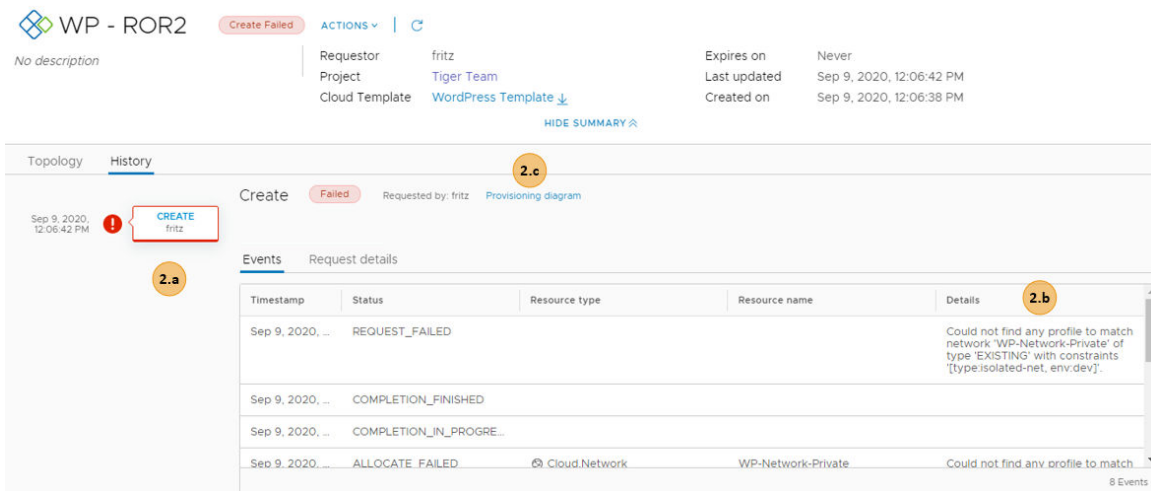 WP - ROR2 Create Failed ACTIONS
No description
Requestor fritz Expires on Never
Project Tiger Team Last updated Sep 9, 2020, 12:06:42 PM
Cloud Template WordPress Template Created on Sep 9, 2020, 12:06:38 PM
HIDE SUMMARY
Topology History
2.c
Create Failed Requested by: fritz Provisioning diagram
Sep 9, 2020,
12:06:42 PM
CREATE
fritz
2.a
Events Request details
2.b
Timestamp Status Resource type Resource name Details
Sep 9, 2020, ... REQUEST_FAILED Could not find any profile to match
network 'WP-Network-Private' of
type 'EXISTING' with constraints
'[type:isolated-net, env:dev]'.
Sep 9, 2020, ... COMPLETION_FINISHED
Sep 9, 2020, ... COMPLETION_IN_PROGRE...
Sep 9, 2020, ... ALLOCATE_FAILED Cloud.Network WP-Network-Private Could not find any profile to match
8 Events